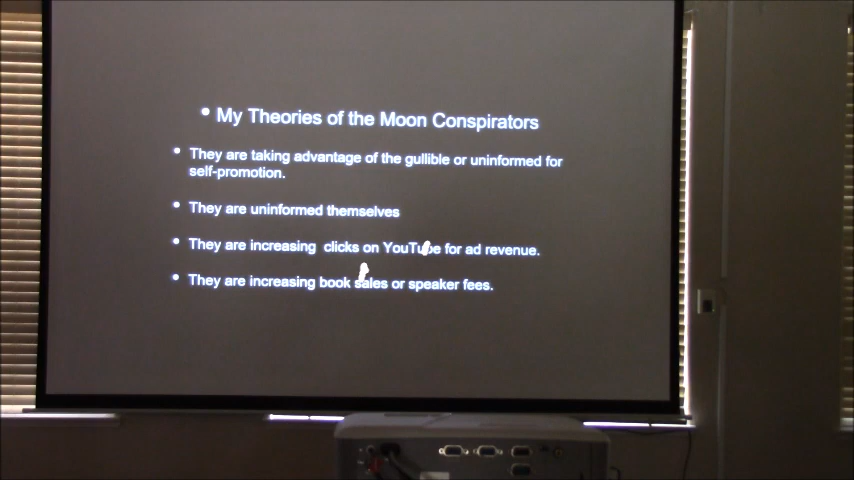 • My Theories of the Moon Conspirators
• They are taking advantage of the gullible or uninformed for
self-promotion.
• They are uninformed themselves
• They are increasing clicks on YouTube for ad revenue.
• They are increasing book sales or speaker fees.